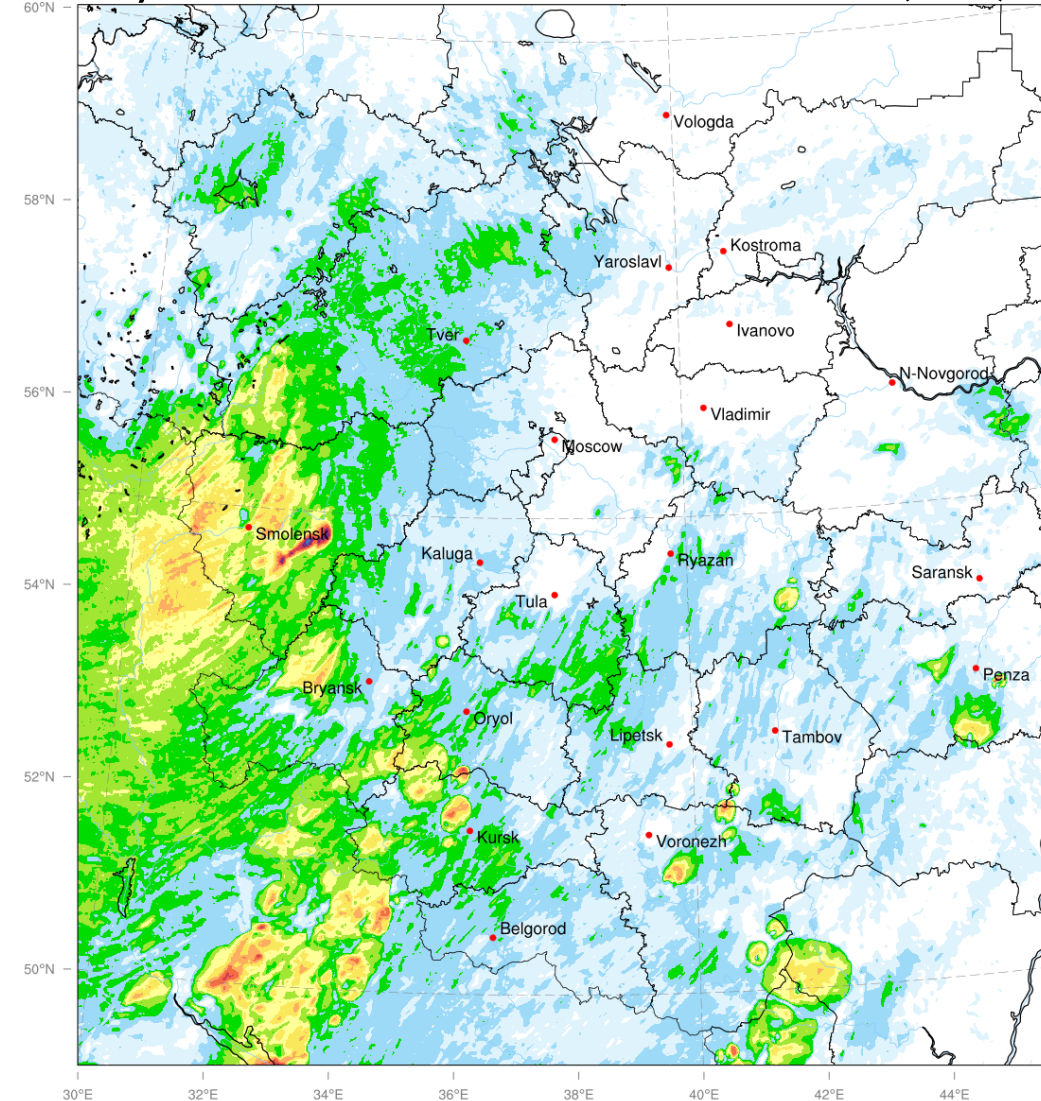 60°N
Vologda
58°N
Kostroma
Yaroslavl
Ivanovo
Tver
N-Novgorod
56°N
Vladimir
Moscow
Smolensk
Kaluga
Ryazan
54°N
Saransk
Tula
Penza
Bryansk
Oryol
Lipetsk
Tambov
52°N
Kursk
Voronezh
Belgorod
50°N
30°E 32°E 34°E 36°E 38°E 40°E 42°E 44°E